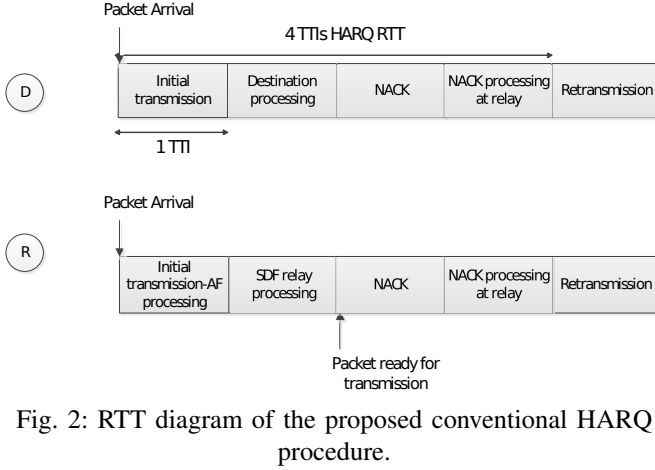 Packet Arrival
4 TTIs HARQ RTT
D
Initial
transmission
Destination
processing
NACK
NACK processing
at relay
Retransmission
1 TTI
Packet Arrival
R
Initial
transmission-AF
processing
SDF relay
processing
NACK
NACK processing
at relay
Retransmission
Packet ready for
transmission
Fig. 2: RTT diagram of the proposed conventional HARQ
procedure.